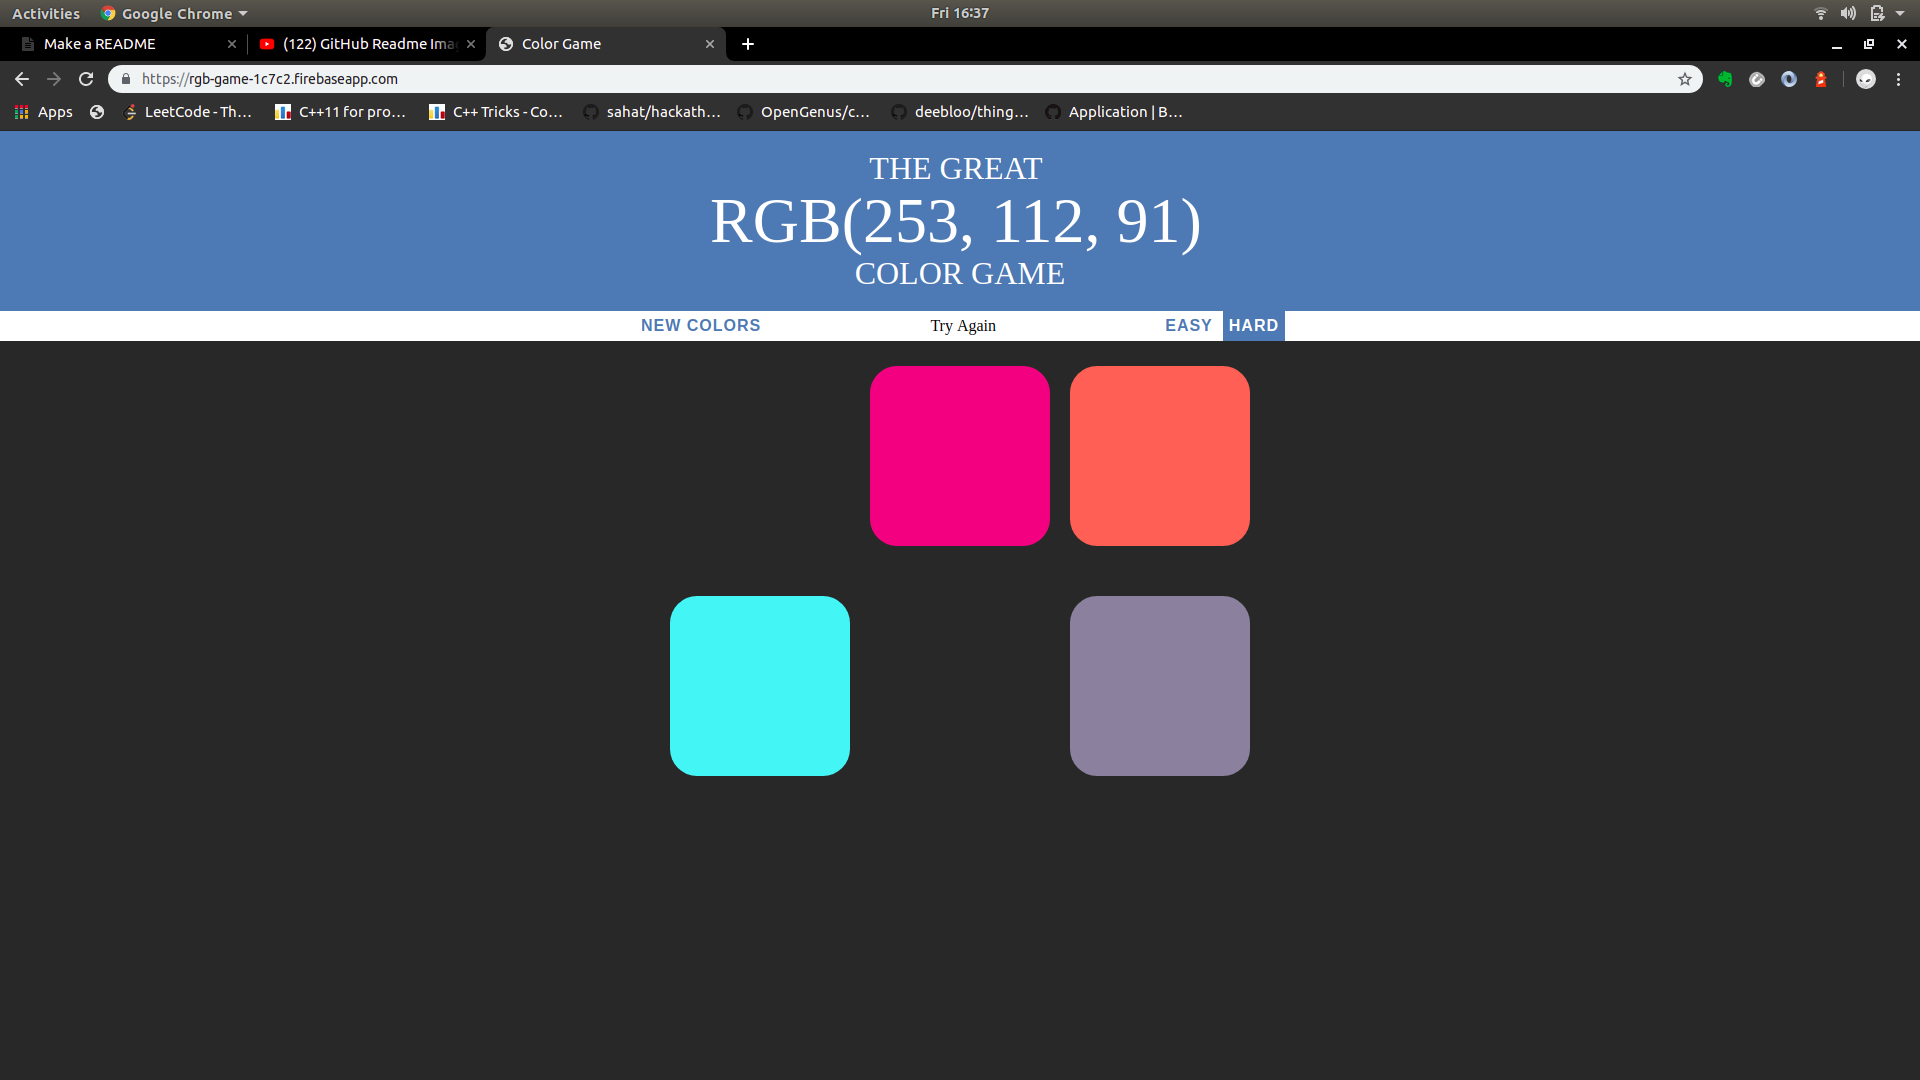 Activities Google Chrome Fri 16:37
Make a README (122) GitHub Readme Ima Color Game
https://rgb-game-1c7c2.firebaseapp.com
Apps LeetCode - Th... C++11 for pro... C++ Tricks - Co... sahat/hackath... OpenGenus/c... deebloo/thing... Application | B...
THE GREAT
RGB(253, 112, 91)
COLOR GAME
NEW COLORS Try Again EASY HARD